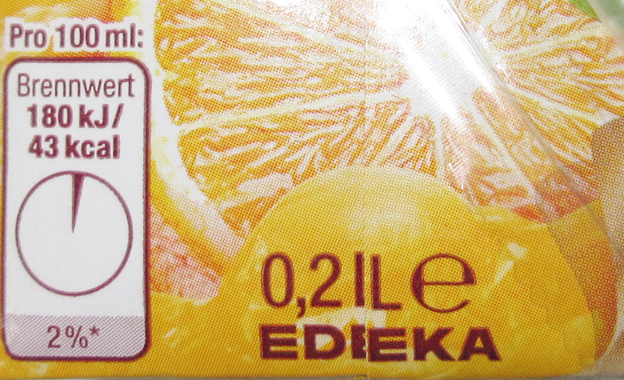 Pro 100 ml:
Brennwert
180 kJ/
43 kcal
2%*
0,2 L e
EDEKA